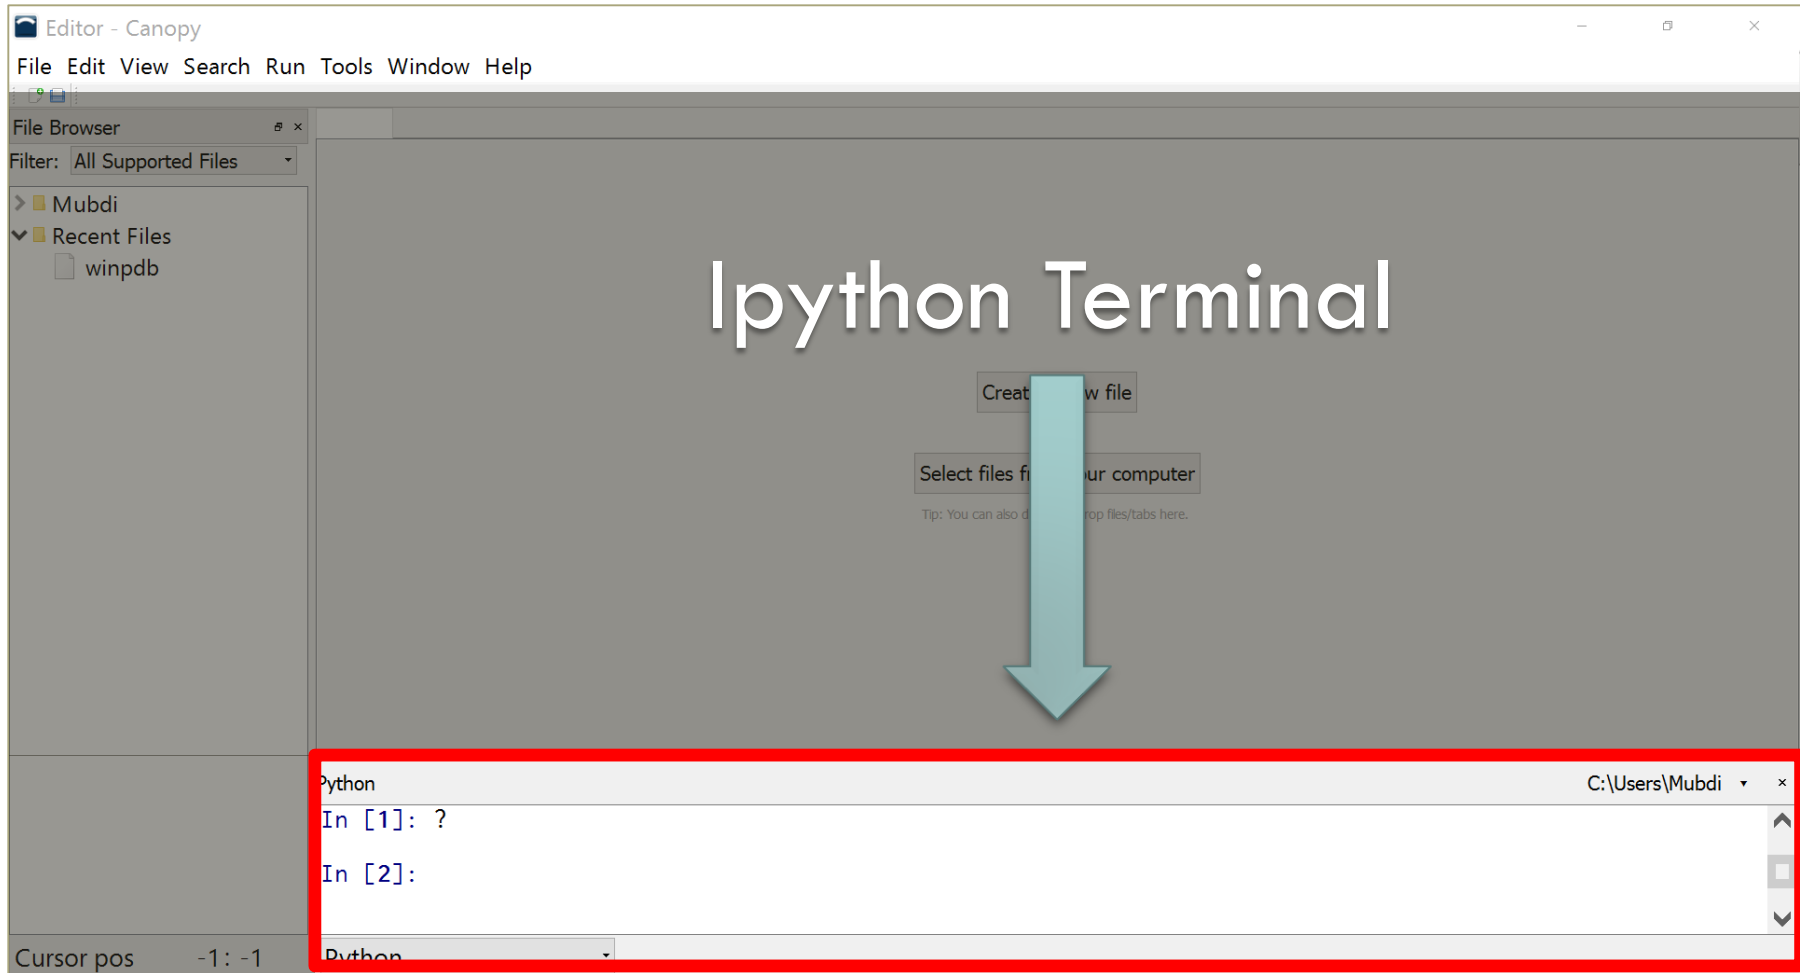 Editor - Canopy
File Edit View Search Run Tools Window Help
File Browser
Filter: All Supported Files
Mubdi
Recent Files
winpdb
Ipython Terminal
Creat w file
Select files f ur computer
Tip: You can also d rop files/tabs here.
Python C:\Users\Mubdi
In [1]: ?
In [2]:
Cursor pos -1: -1
Python